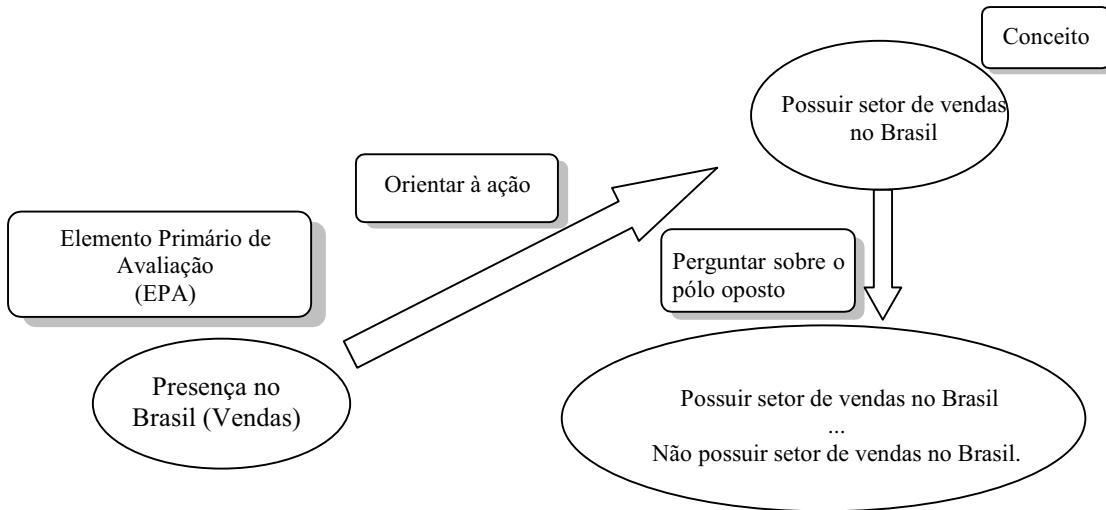 Conceito
Possuir setor de vendas
no Brasil
Orientar à ação
Elemento Primário de
Avaliação
(EPA)
Perguntar sobre o
pólo oposto
Presença no
Brasil (Vendas)
Possuir setor de vendas no Brasil
...
Não possuir setor de vendas no Brasil.